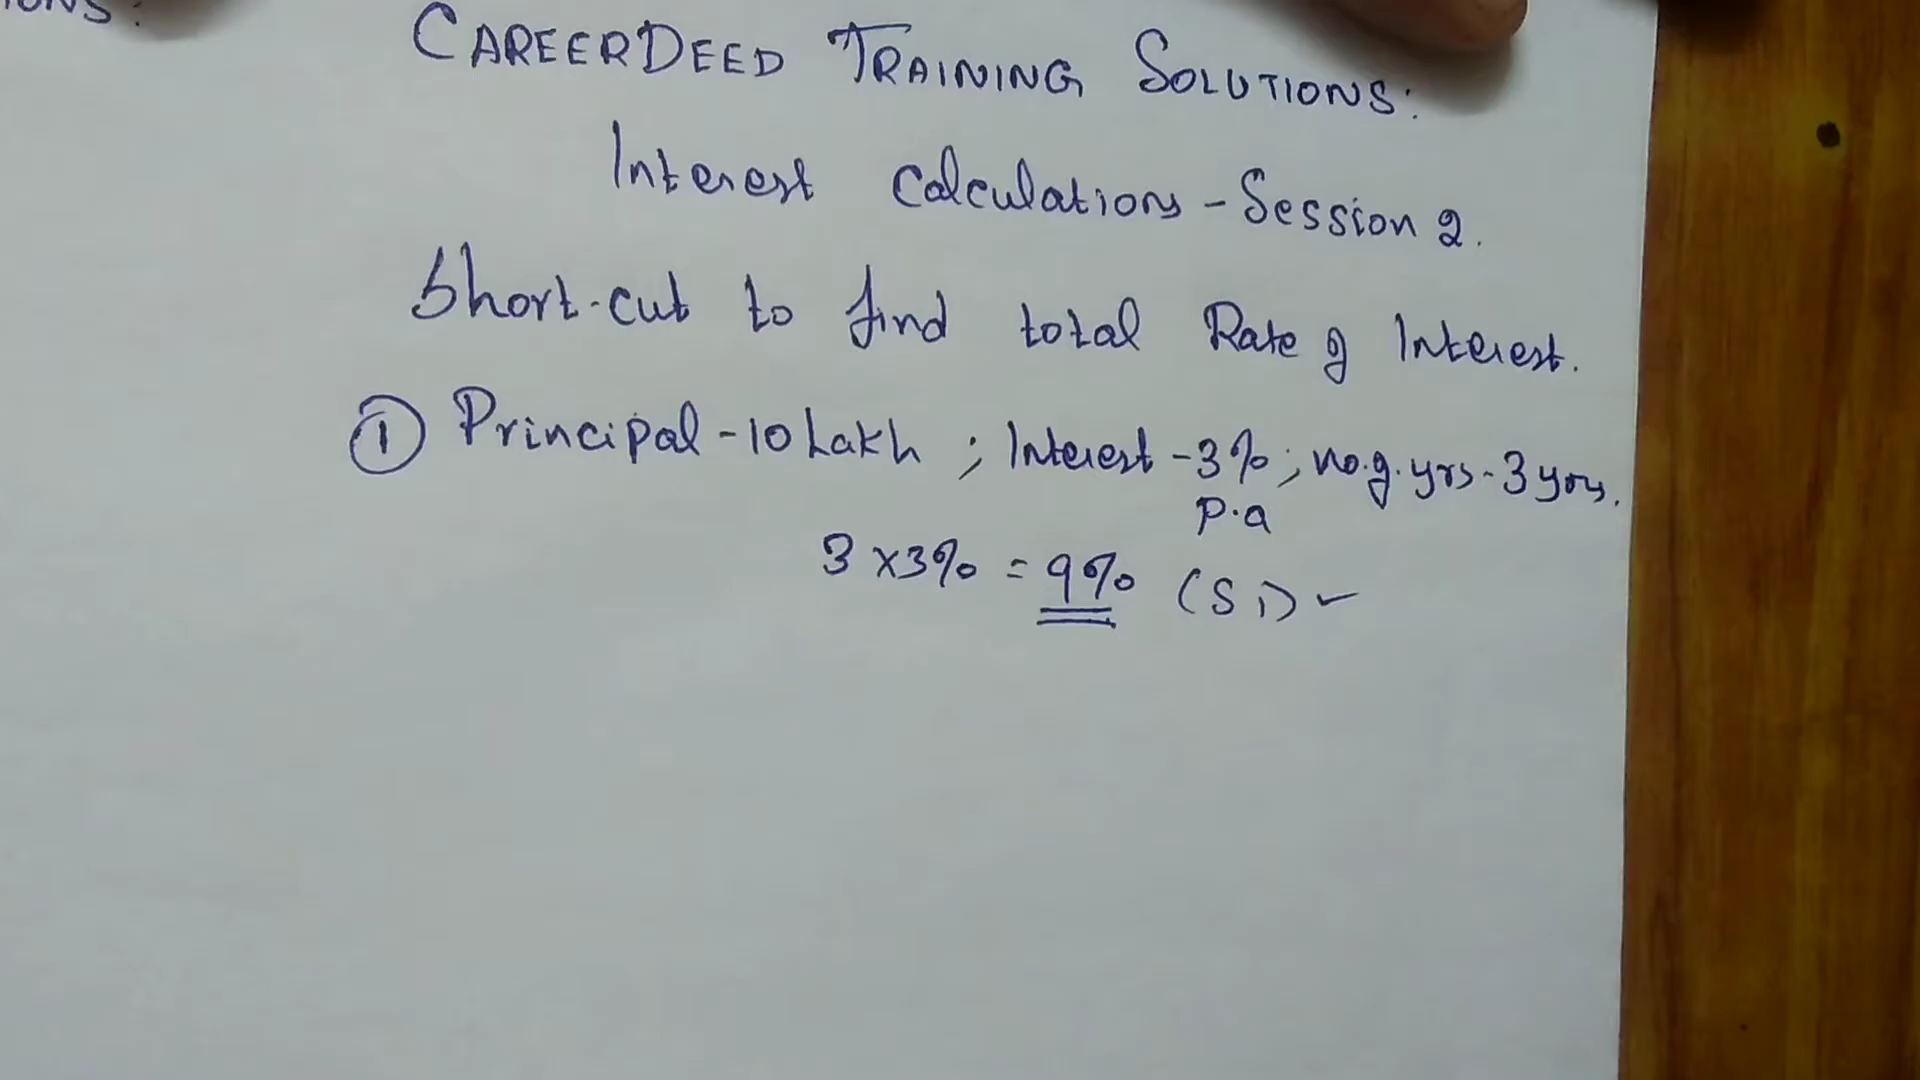 CAREERDEED TRAINING SOLUTIONS:
Interest Calculations - Session 2.
Short-cut to find total Rate of Interest.
① Principal - 10 Lakh ; Interest - 3% ; no.of.yrs - 3 yrs.
p.a
3 x 3% = 9% (SI) ✓